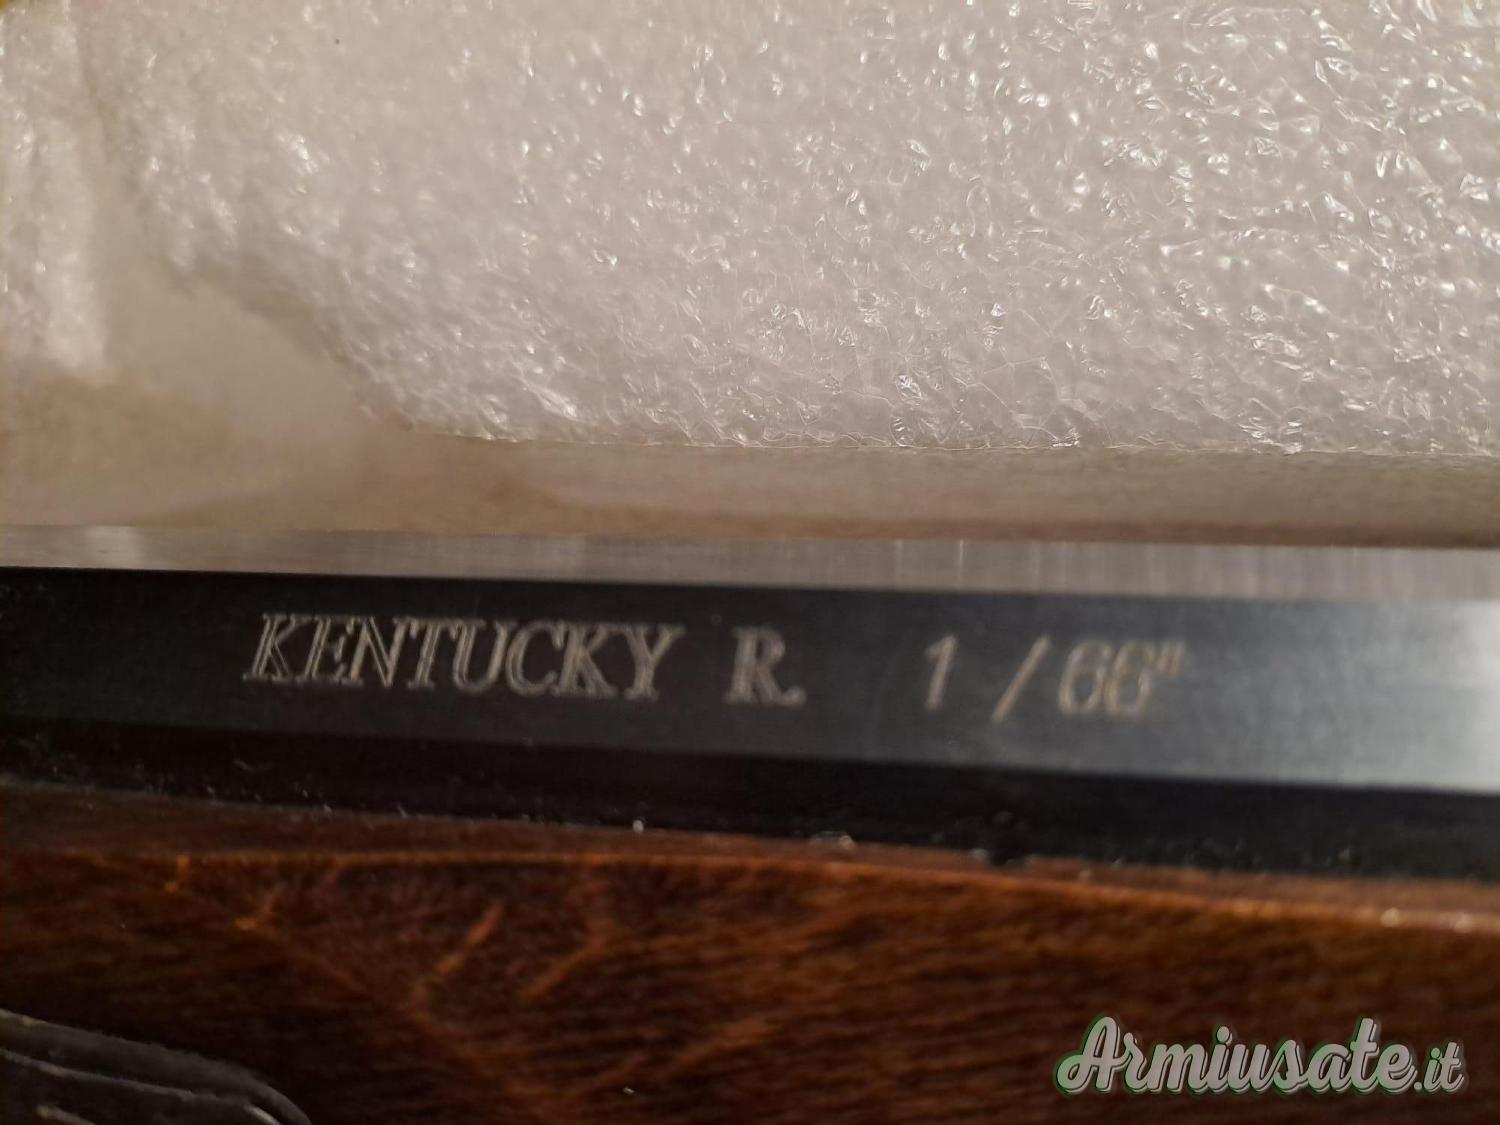 KENTUCKY R. 1 / 66"
Armiusate.it